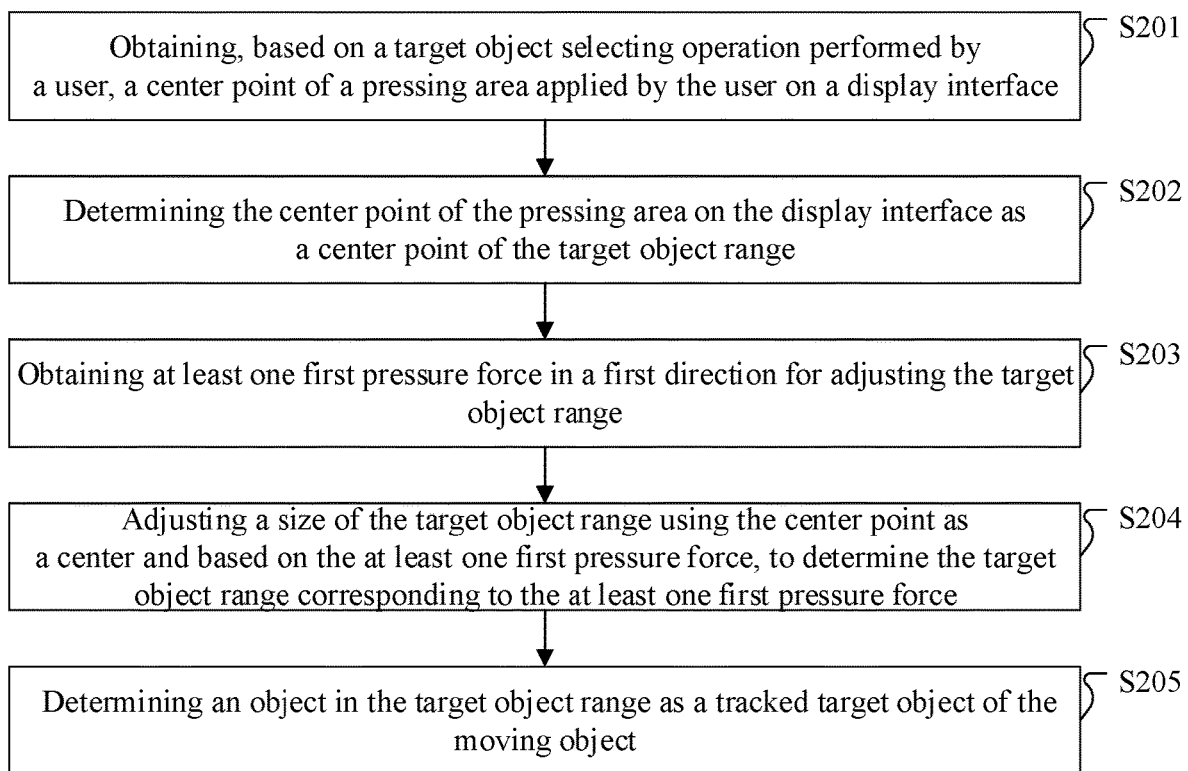 Obtaining, based on a target object selecting operation performed by
a user, a center point of a pressing area applied by the user on a display interface
S201
Determining the center point of the pressing area on the display interface as
a center point of the target object range
S202
Obtaining at least one first pressure force in a first direction for adjusting the target
object range
S203
Adjusting a size of the target object range using the center point as
a center and based on the at least one first pressure force, to determine the target
object range corresponding to the at least one first pressure force
S204
Determining an object in the target object range as a tracked target object of the
moving object
S205